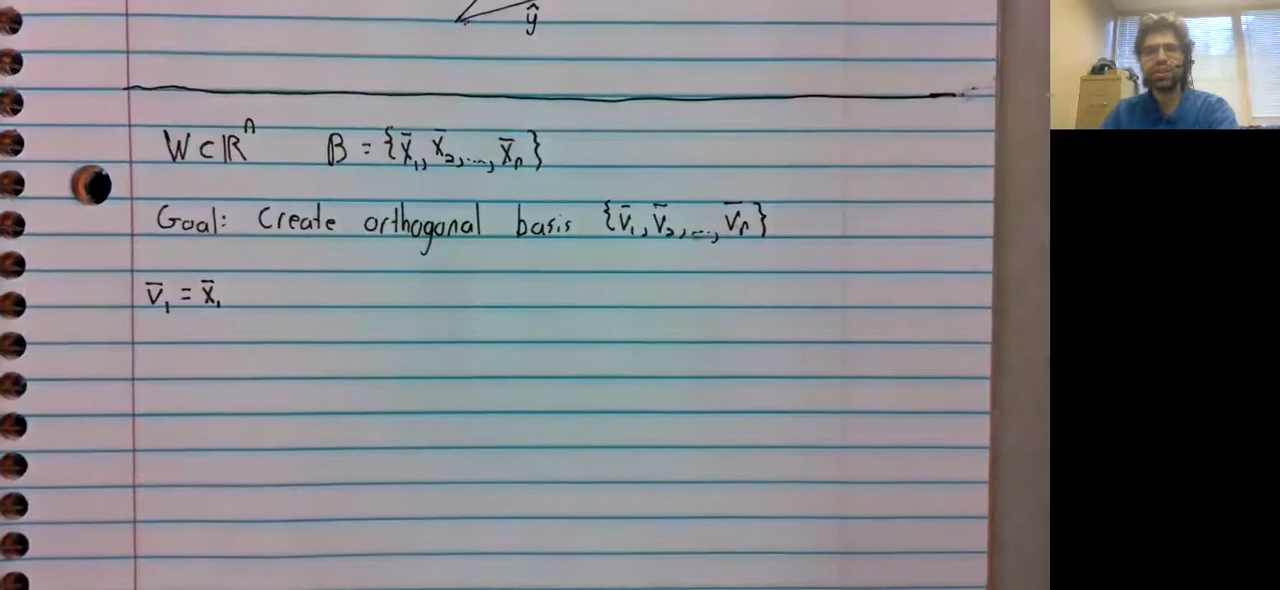 ŷ
W ⊂ ℝⁿ β = {x̄₁, x̄₂, ..., x̄ₙ}
Goal: Create orthogonal basis {v̄₁, v̄₂, ..., v̄ₙ}
v̄₁ = x̄₁